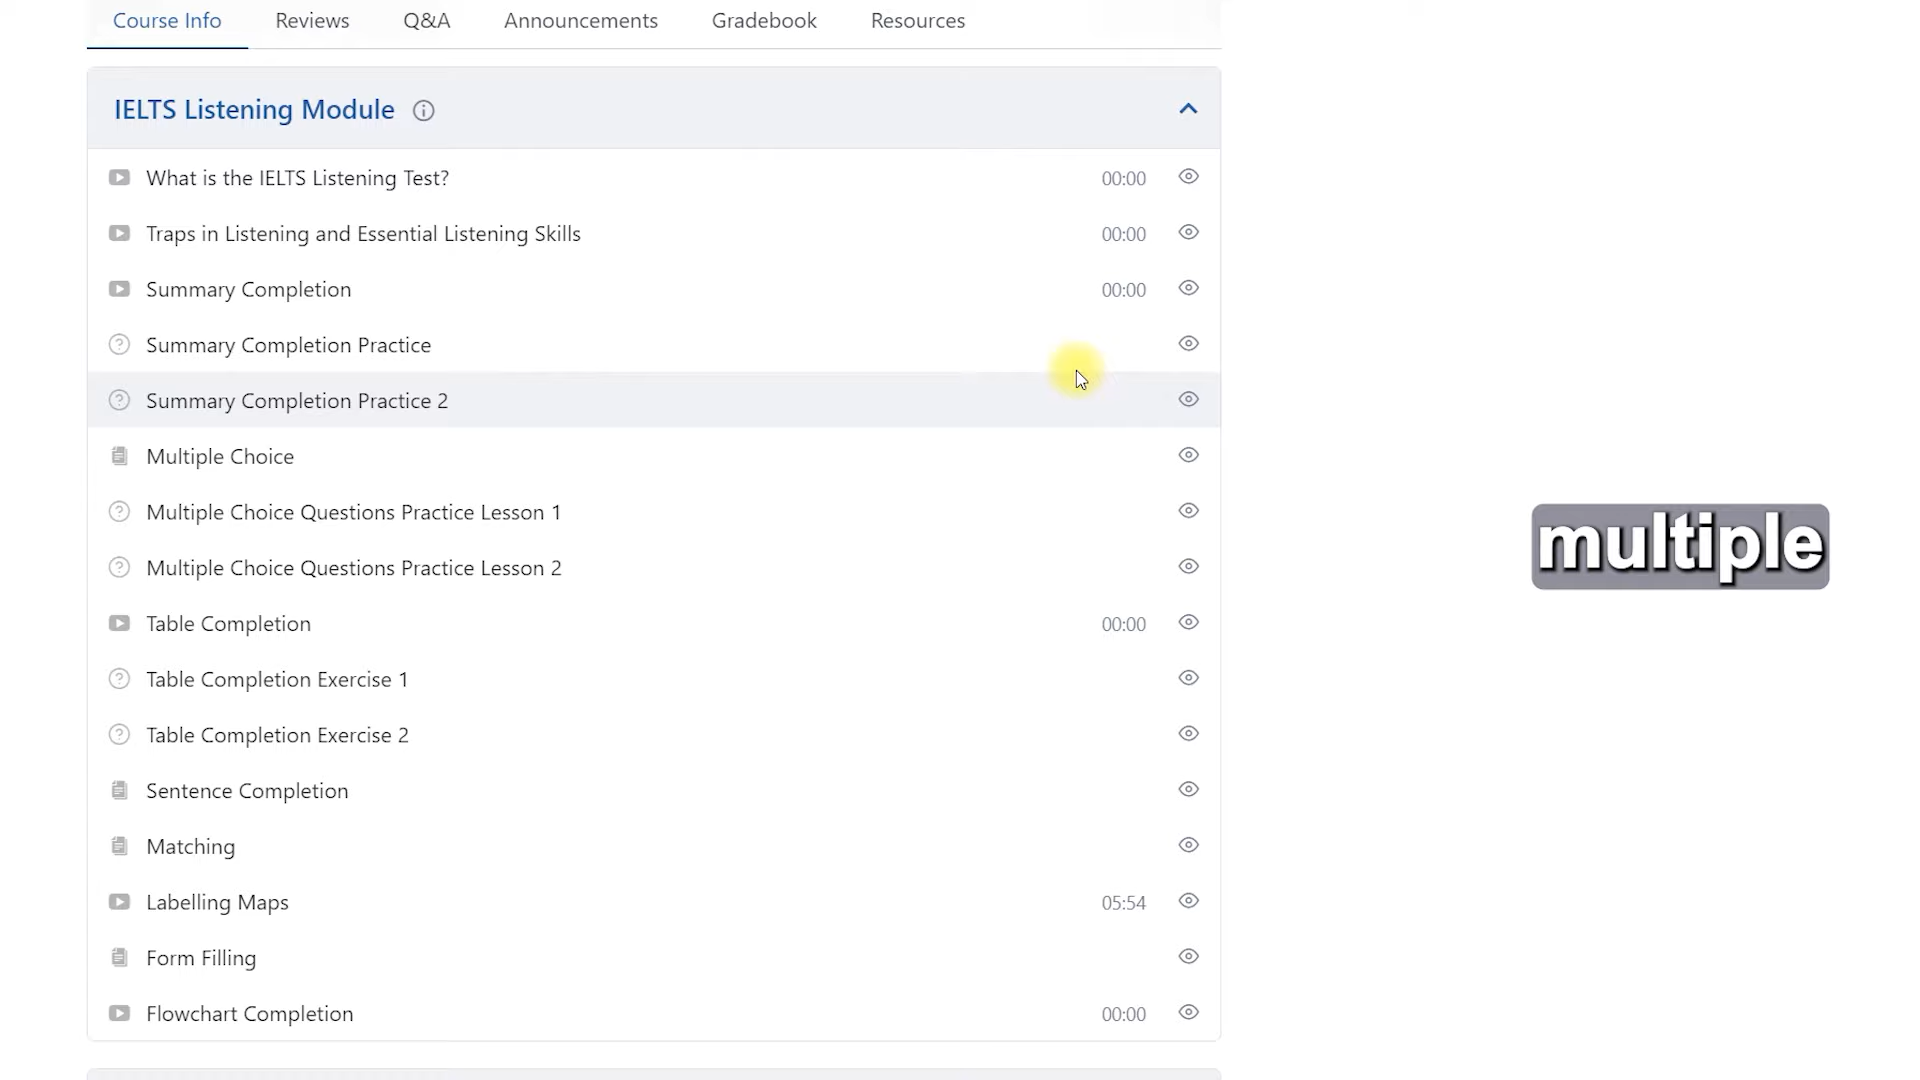 Course Info Reviews Q&A Announcements Gradebook Resources
IELTS Listening Module
What is the IELTS Listening Test? 00:00
Traps in Listening and Essential Listening Skills 00:00
Summary Completion 00:00
Summary Completion Practice
Summary Completion Practice 2
Multiple Choice
Multiple Choice Questions Practice Lesson 1
multiple
Multiple Choice Questions Practice Lesson 2
Table Completion 00:00
Table Completion Exercise 1
Table Completion Exercise 2
Sentence Completion
Matching
Labelling Maps 05:54
Form Filling
Flowchart Completion 00:00